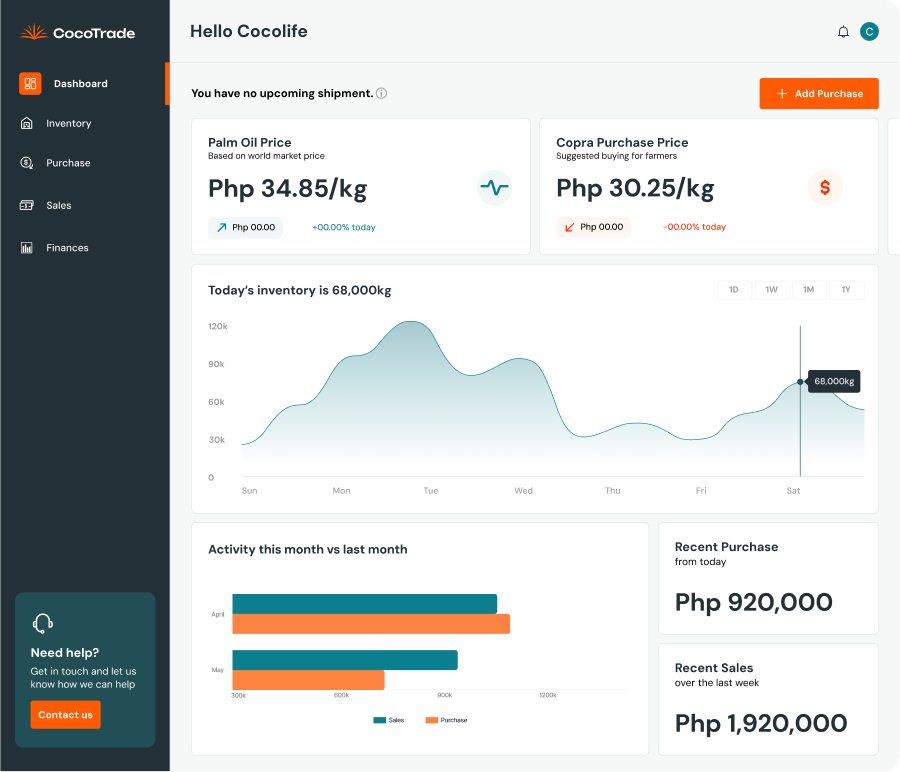 CocoTrade
Dashboard
Inventory
Purchase
Sales
Finances
Need help?
Get in touch and let us
know how we can help
Contact us
Hello Cocolife
C
You have no upcoming shipment.
Add Purchase
Palm Oil Price
Based on world market price
Php 34.85/kg
Php 00.00
+00.00% today
Copra Purchase Price
Suggested buying for farmers
Php 30.25/kg
Php 00.00
-00.00% today
Today's inventory is 68,000kg
1D 1W 1M 1Y
120k
90k
60k
30k
0
68,000kg
Sun Mon Tue Wed Thu Fri Sat
Activity this month vs last month
April
May
300k 600k 900k 1200k
Sales Purchase
Recent Purchase
from today
Php 920,000
Recent Sales
over the last week
Php 1,920,000